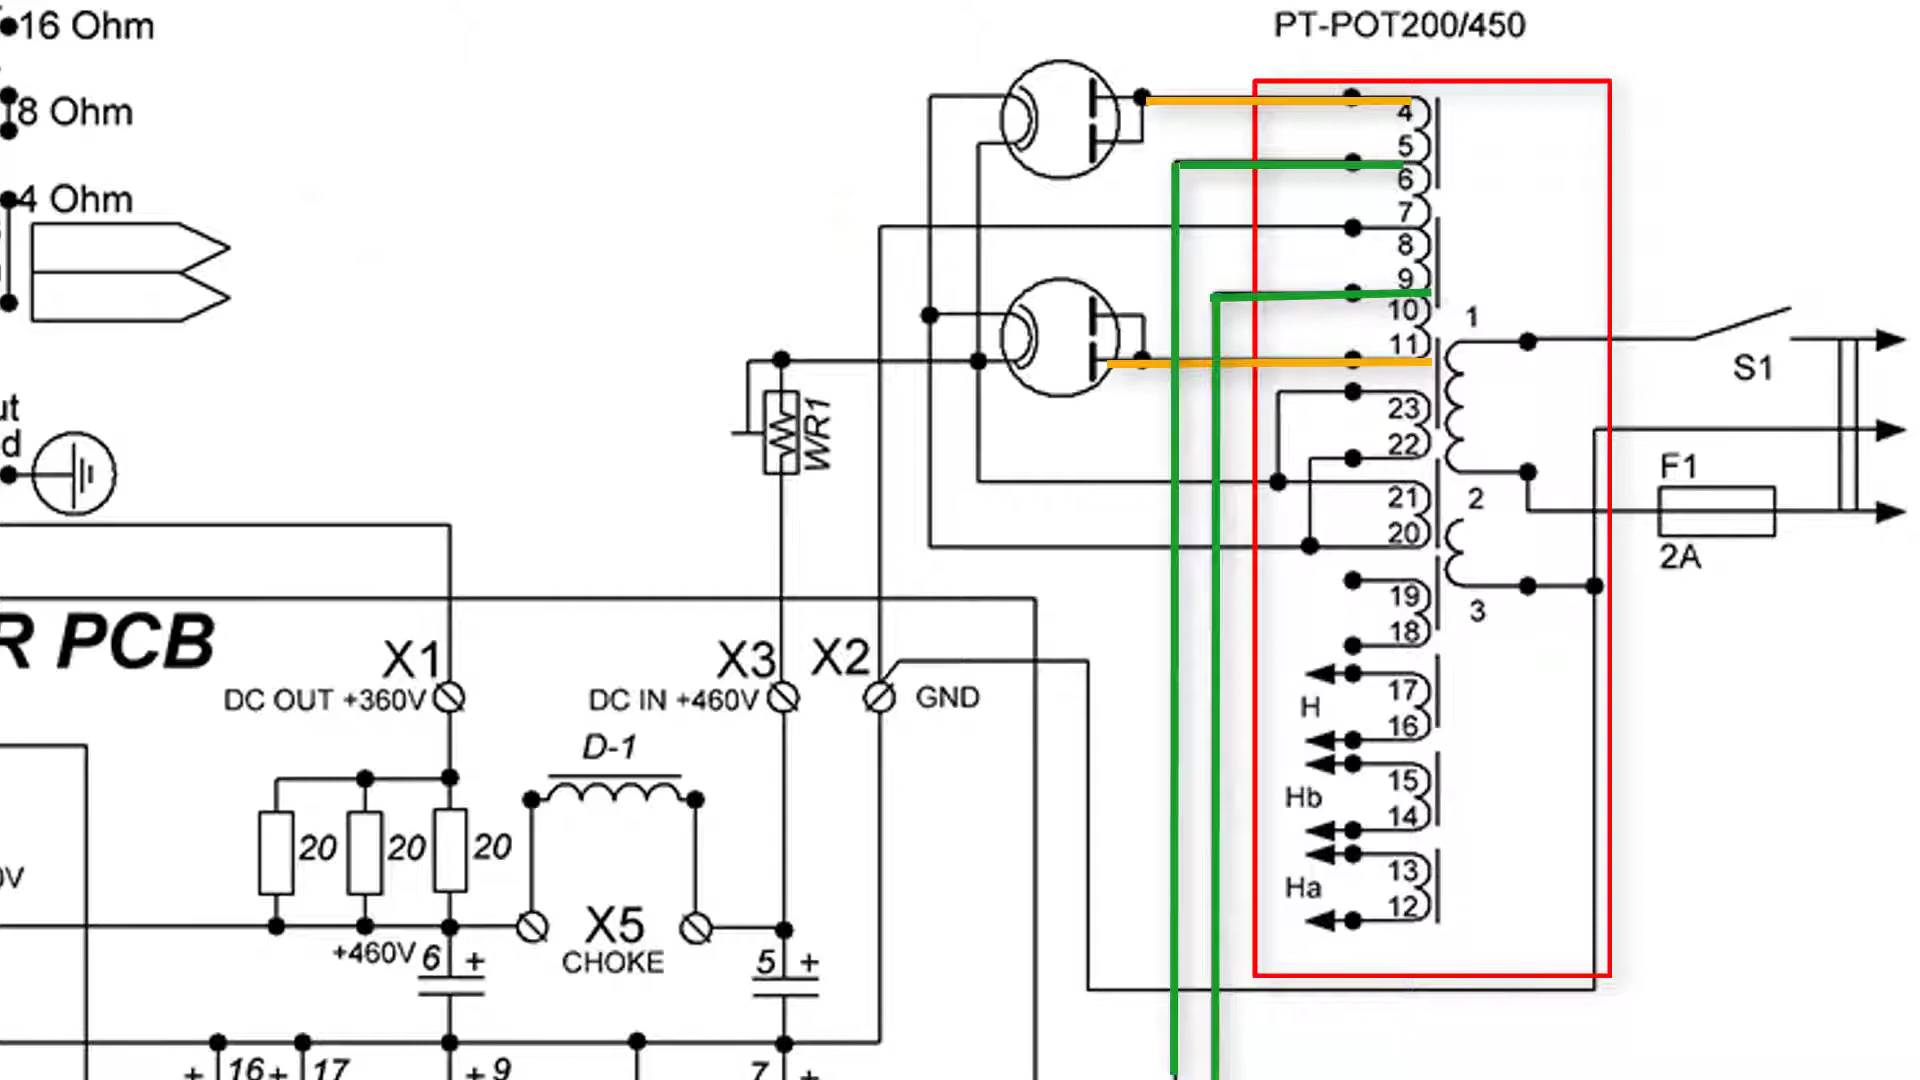 PT-POT200/450
16 Ohm
8 Ohm
4 Ohm
4
5
6
7
8
9
10
11
23
22
21
20
19
18
17
16
15
14
13
12
1
2
3
S1
F1
2A
WR1
ut
d
R PCB
X1
DC OUT +360V
X3
DC IN +460V
X2
GND
H
Hb
Ha
D-1
20
20
20
0V
X5
CHOKE
+460V
6 +
5 +
+ 16 + 17
+ 9
7 +